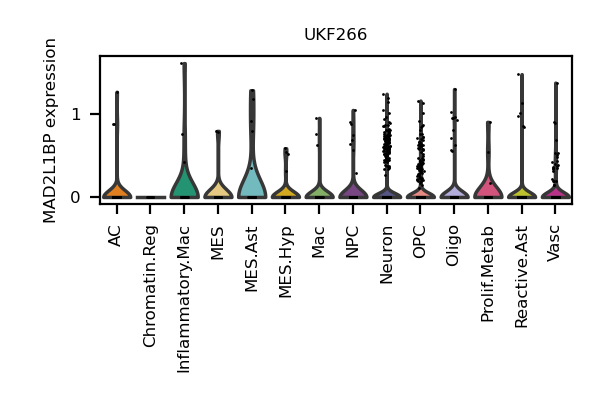 UKF266
MAD2L1BP expression
1
0
AC
Chromatin.Reg
Inflammatory.Mac
MES
MES.Ast
MES.Hyp
Mac
NPC
Neuron
OPC
Oligo
Prolif.Metab
Reactive.Ast
Vasc